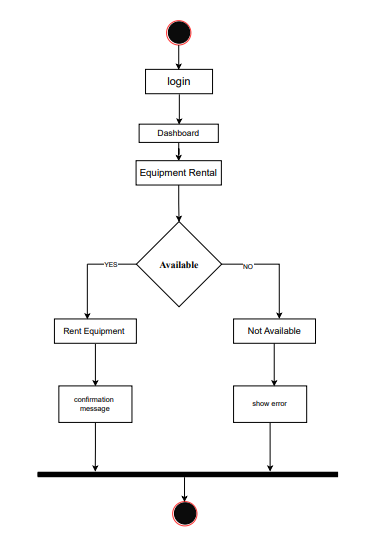 login
Dashboard
Equipment Rental
Available
YES
NO
Rent Equipment
Not Available
confirmation
message
show error